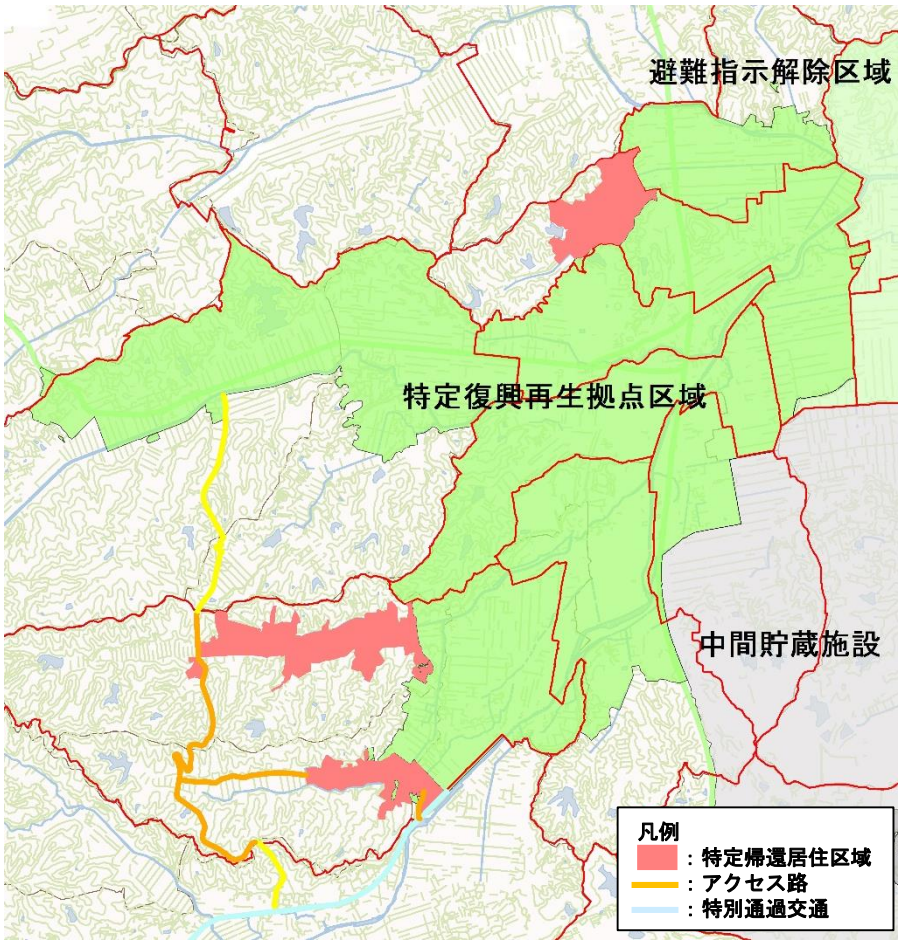 避難指示解除区域
特定復興再生拠点区域
中間貯蔵施設
凡例
：特定帰還居住区域
：アクセス路
：特別通過交通